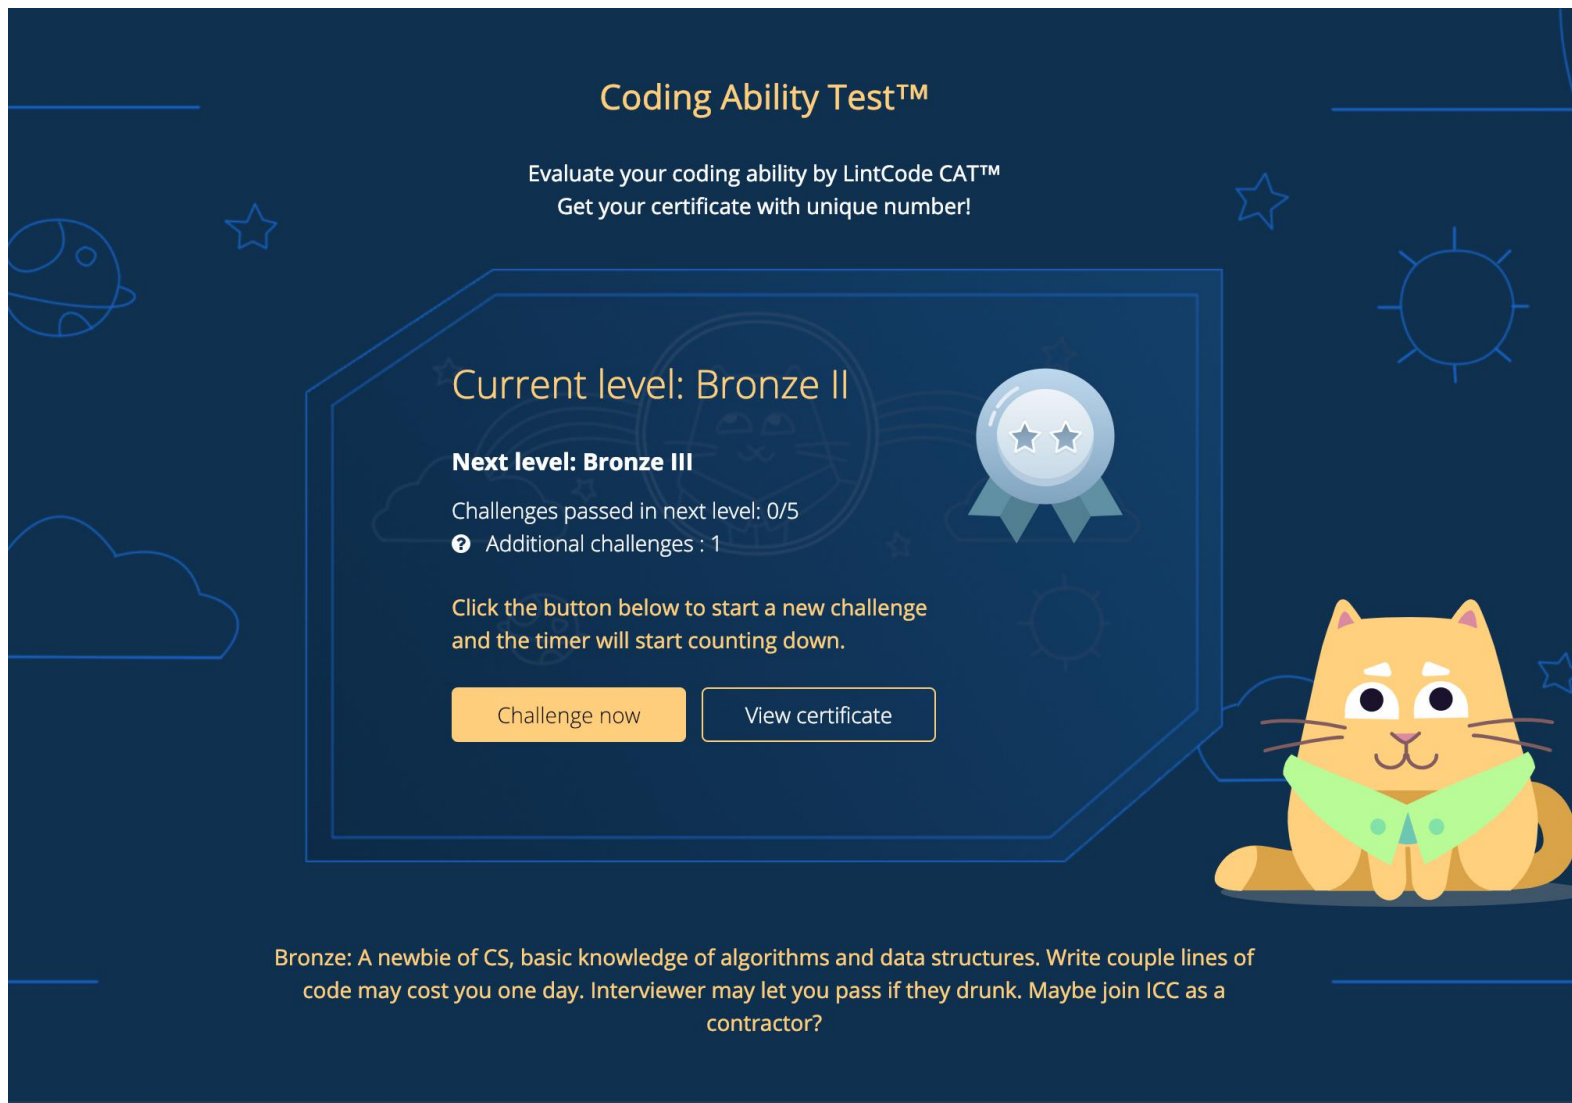 Coding Ability Test™
Evaluate your coding ability by LintCode CAT™
Get your certificate with unique number!
Current level: Bronze II
Next level: Bronze III
Challenges passed in next level: 0/5
? Additional challenges : 1
Click the button below to start a new challenge
and the timer will start counting down.
Challenge now
View certificate
Bronze: A newbie of CS, basic knowledge of algorithms and data structures. Write couple lines of
code may cost you one day. Interviewer may let you pass if they drunk. Maybe join ICC as a
contractor?